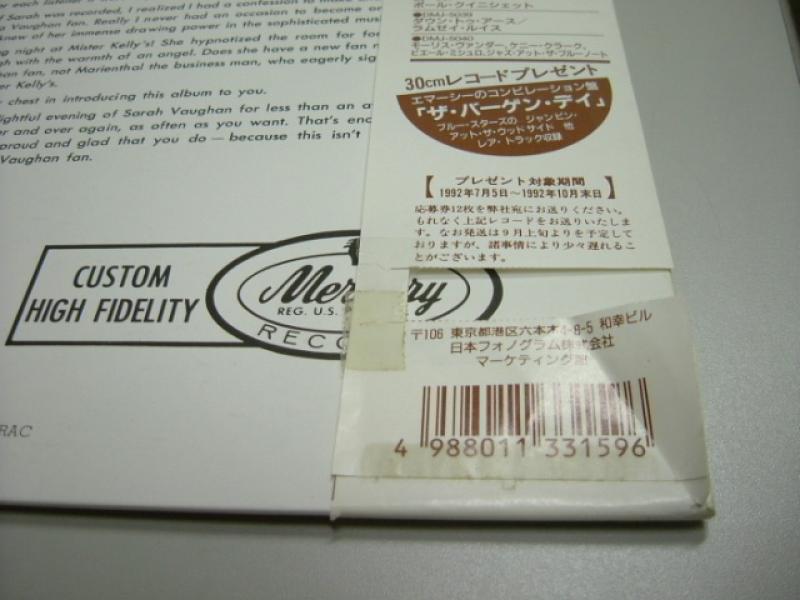 Sarah was recorded. I realized I had a confession to make
Vaughan fan. Really I never had an occasion to become
knew of her immense drawing power in the sophisticated
night at Mister Kelly's! She hypnotized the room for
with the warmth of an angel. Does she have a new fan
fan, not Marienthal the business man, who eagerly
Kelly's.
chest in introducing this album to you.
delightful evening of Sarah Vaughan for less than an
and over again, as often as you want. That's
proud and glad that you do — because this isn't
Vaughan fan.
CUSTOM
HIGH FIDELITY
Mercury
REG. U.S.
RAC
ポール・クイニシェット
●DMJ-5039
ダウン・トゥ・アース/
ラムゼイ・ルイス
●DMJ-5040
モーリス・ヴァンダー、ケニー・クラーク、
ピエール・ミシュロ、ジャズ・アット・ザ・ブルーノート
30cmレコードプレゼント
エマーシーのコンピレーション盤
「ザ・バーゲン・デイ」
ブルー・スターズの ジャンピン・
アット・ザ・ウッドサイド 他
レア・トラック収録
【 プレゼント対象期間
1992年7月5日〜1992年10月末日 】
応募券12枚を弊社宛にお送りください。
もれなく上記レコードをお送りいたしま
す。なお発送は9月上旬よりを予定して
おりますが、諸事情により少々遅れるこ
とがございます。
〒106 東京都港区六本木4-8-5 和幸ビル
日本フォノグラム株式会社
マーケティング部
4 988011 331596